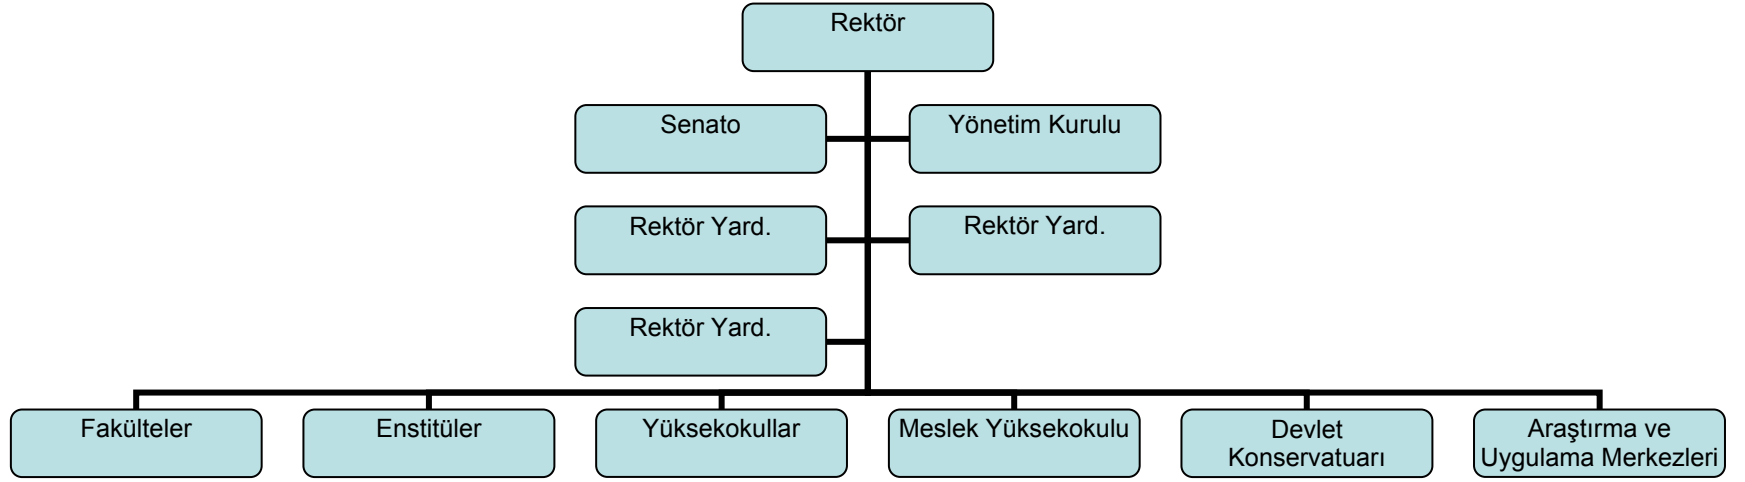 Rektör
Senato
Yönetim Kurulu
Rektör Yard.
Rektör Yard.
Rektör Yard.
Fakülteler
Enstitüler
Yüksekokullar
Meslek Yüksekokulu
Devlet
Konservatuarı
Araştırma ve
Uygulama Merkezleri